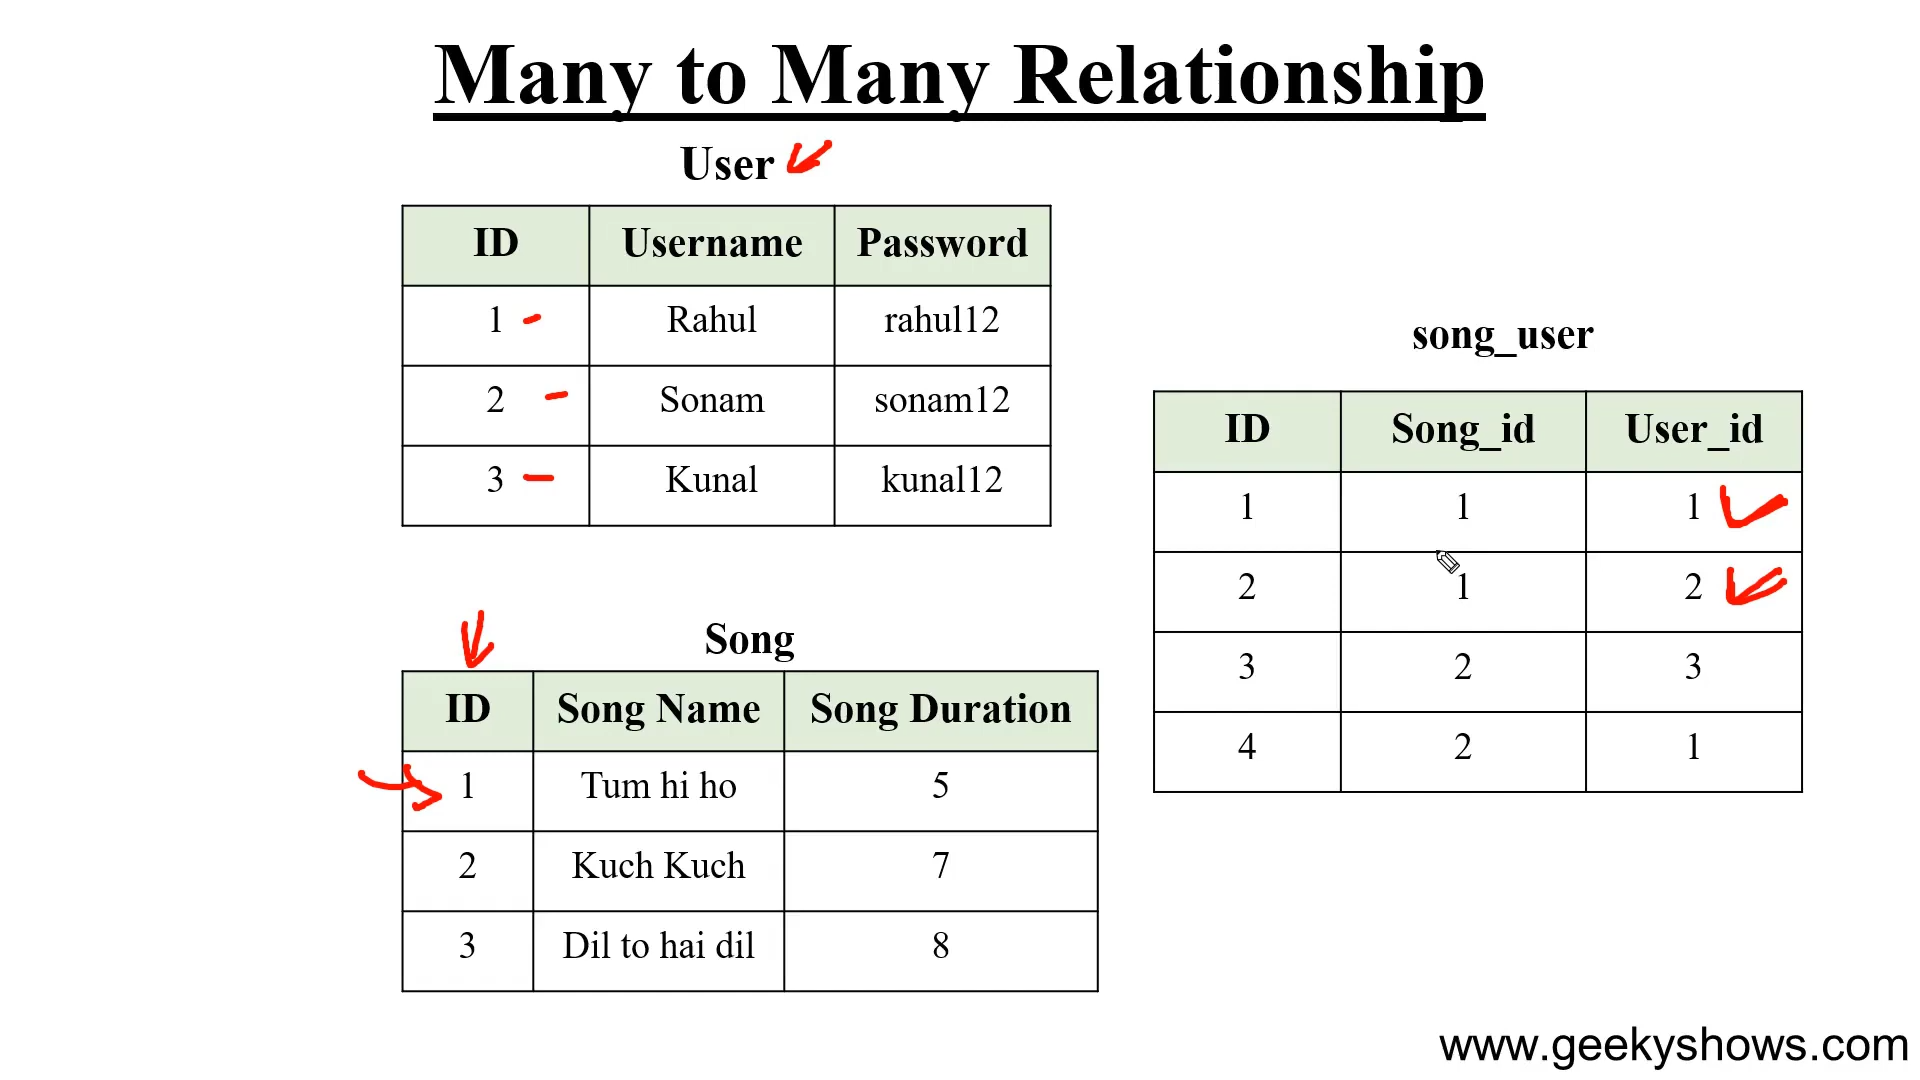 Many to Many Relationship
User
ID Username Password
1 Rahul rahul12
2 Sonam sonam12
3 Kunal kunal12
Song
ID Song Name Song Duration
1 Tum hi ho 5
2 Kuch Kuch 7
3 Dil to hai dil 8
song_user
ID Song_id User_id
1 1 1
2 1 2
3 2 3
4 2 1
www.geekyshows.com